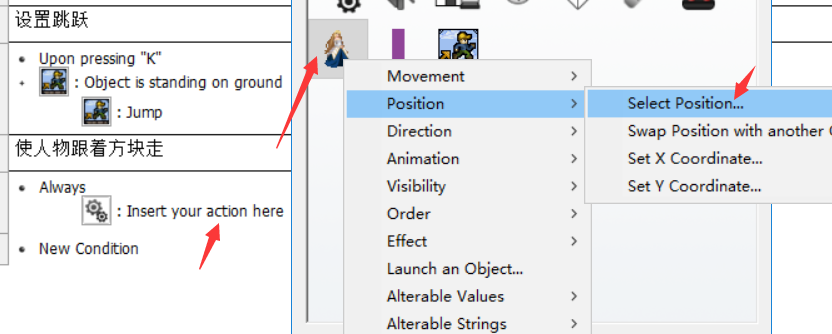 设置跳跃
Upon pressing "K"
: Object is standing on ground
: Jump
使人物跟着方块走
Always
: Insert your action here
New Condition
Movement
Position
Direction
Animation
Visibility
Order
Effect
Launch an Object...
Alterable Values
Alterable Strings
Select Position...
Swap Position with another
Set X Coordinate...
Set Y Coordinate...